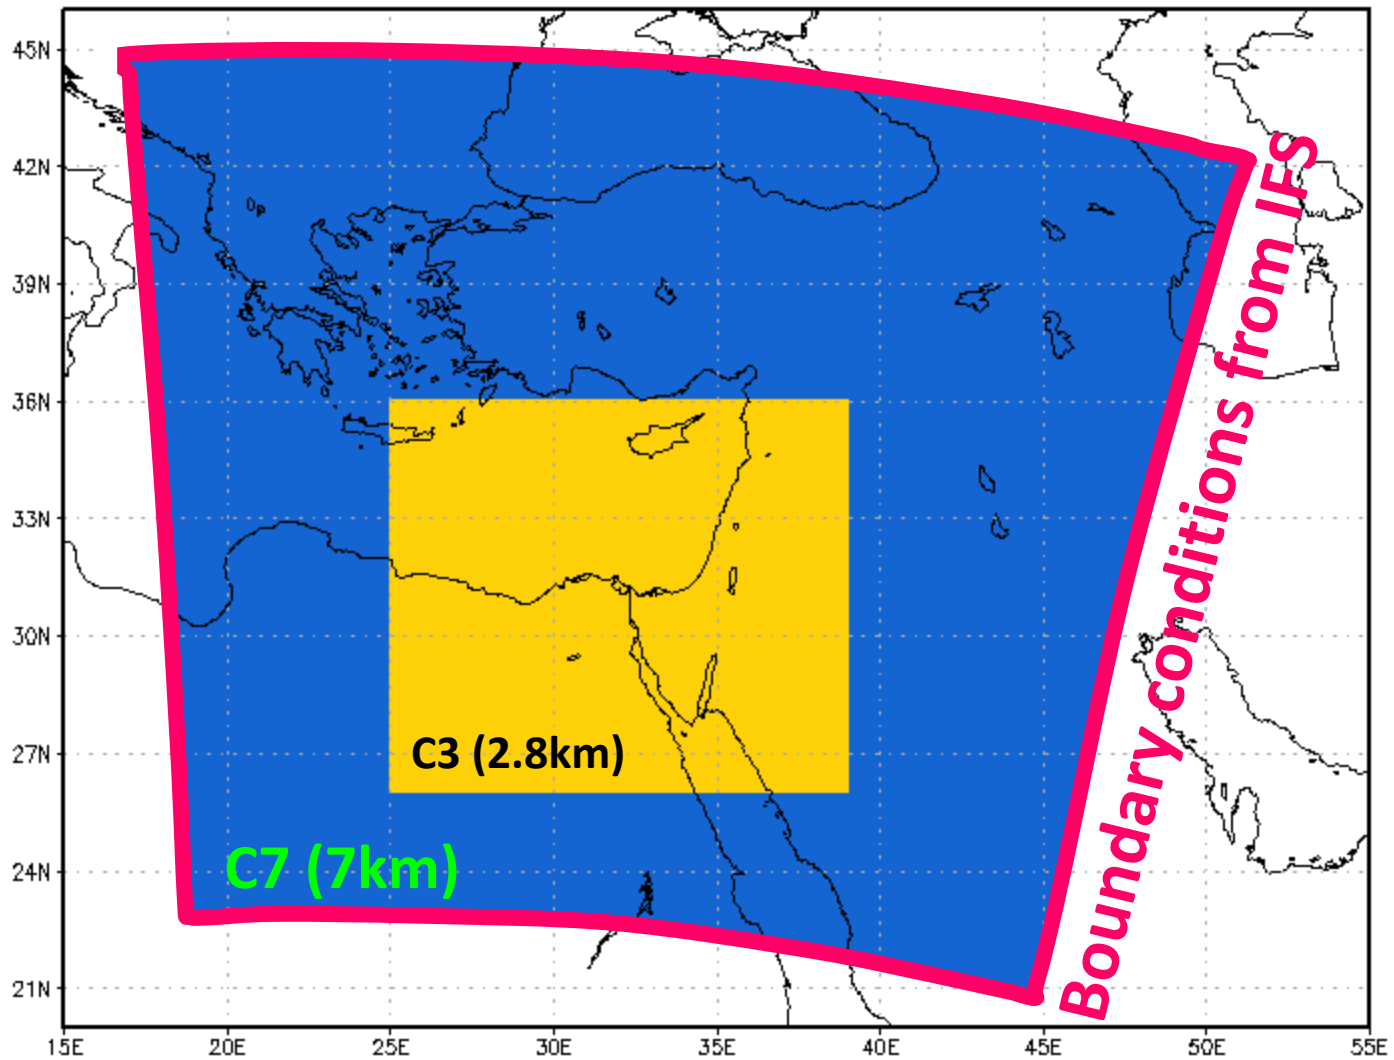 45N
42N
39N
36N
33N
30N
27N
24N
21N
15E
20E
25E
30E
35E
40E
45E
50E
55E
C3 (2.8km)
C7 (7km)
Boundary conditions from IFS